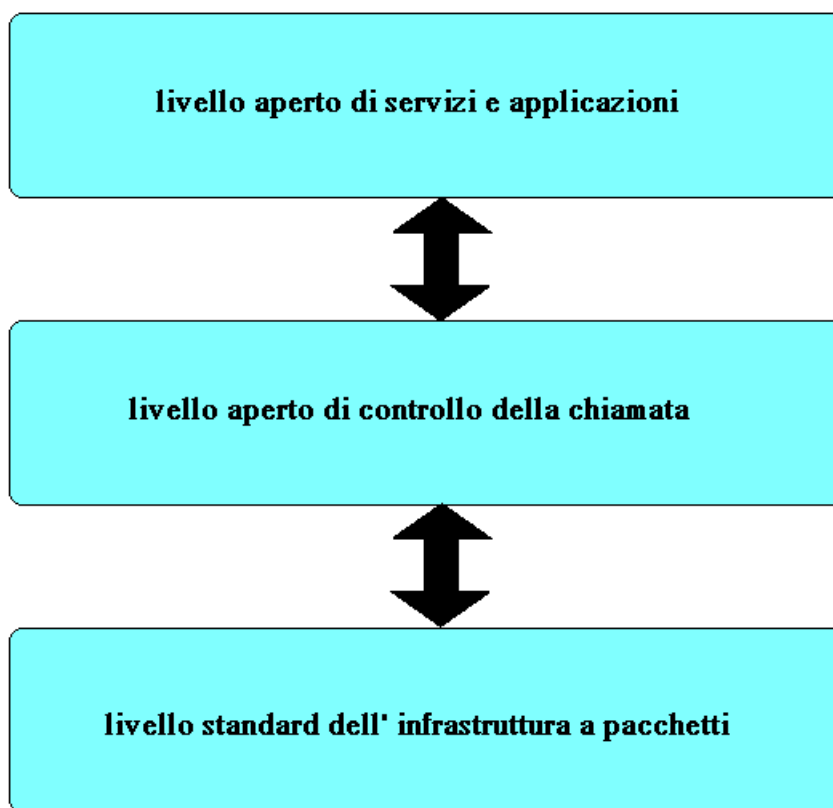 livello aperto di servizi e applicazioni
livello aperto di controllo della chiamata
livello standard dell' infrastruttura a pacchetti